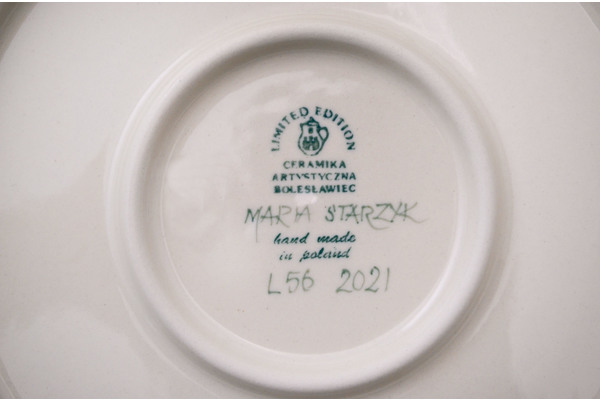 LIMITED EDITION
CERAMIKA
ARTYSTYCZNA
BOLESŁAWIEC
MARIA STARZYK
hand made
in poland
L56 2021